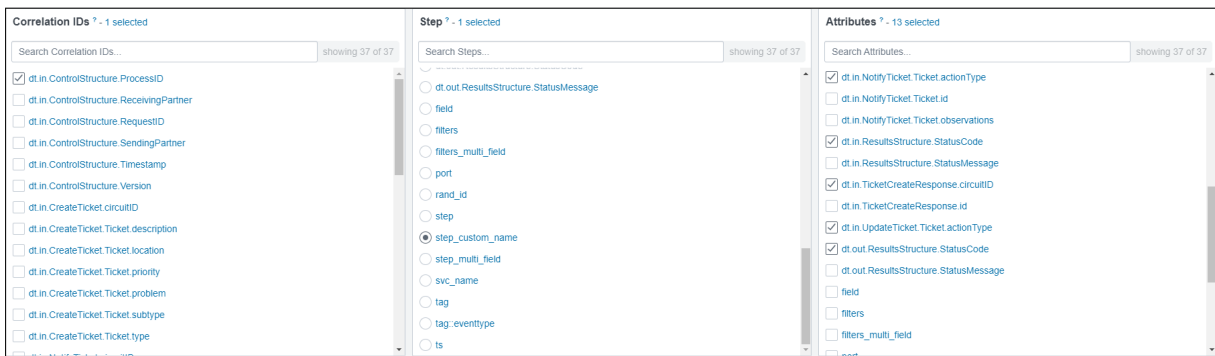 Correlation IDs ? - 1 selected
Search Correlation IDs...
showing 37 of 37
dt.in.ControlStructure.ProcessID
dt.in.ControlStructure.ReceivingPartner
dt.in.ControlStructure.RequestID
dt.in.ControlStructure.SendingPartner
dt.in.ControlStructure.Timestamp
dt.in.ControlStructure.Version
dt.in.CreateTicket.circuitID
dt.in.CreateTicket.Ticket.description
dt.in.CreateTicket.Ticket.location
dt.in.CreateTicket.Ticket.priority
dt.in.CreateTicket.Ticket.problem
dt.in.CreateTicket.Ticket.subtype
dt.in.CreateTicket.Ticket.type
Step ? - 1 selected
Search Steps...
showing 37 of 37
dt.out.ResultsStructure.StatusMessage
field
filters
filters_multi_field
port
rand_id
step
step_custom_name
step_multi_field
svc_name
tag
tag::eventtype
ts
Attributes ? - 13 selected
Search Attributes...
showing 37 of 37
dt.in.NotifyTicket.Ticket.actionType
dt.in.NotifyTicket.Ticket.id
dt.in.NotifyTicket.Ticket.observations
dt.in.ResultsStructure.StatusCode
dt.in.ResultsStructure.StatusMessage
dt.in.TicketCreateResponse.circuitID
dt.in.TicketCreateResponse.id
dt.in.UpdateTicket.Ticket.actionType
dt.out.ResultsStructure.StatusCode
dt.out.ResultsStructure.StatusMessage
field
filters
filters_multi_field